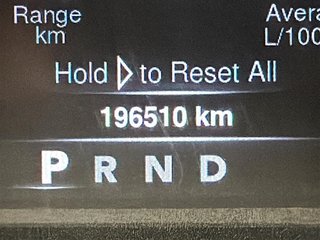 Range
km
Avera
L/100
Hold ▷ to Reset All
196510 km
P R N D